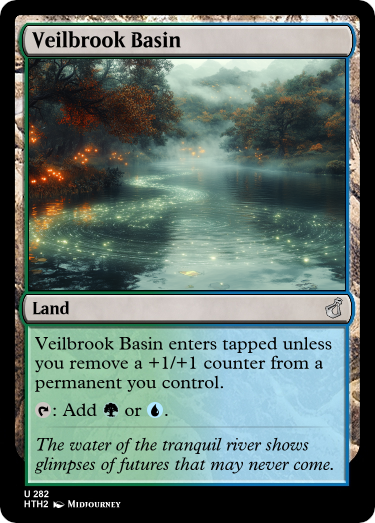 Veilbrook Basin
Land
Veilbrook Basin enters tapped unless
you remove a +1/+1 counter from a
permanent you control.
: Add or .
The water of the tranquil river shows
glimpses of futures that may never come.
U 282
HTH2 Midjourney